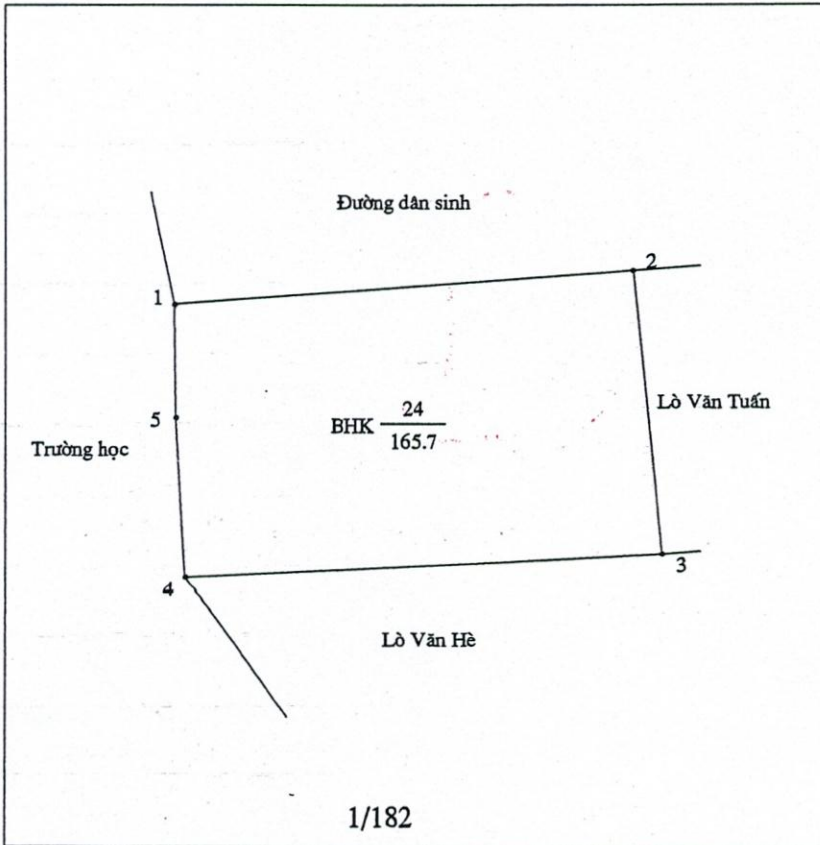 Đường dân sinh
1
2
5
BHK 24
165.7
Lò Văn Tuấn
Trường học
4
3
Lò Văn Hè
1/182